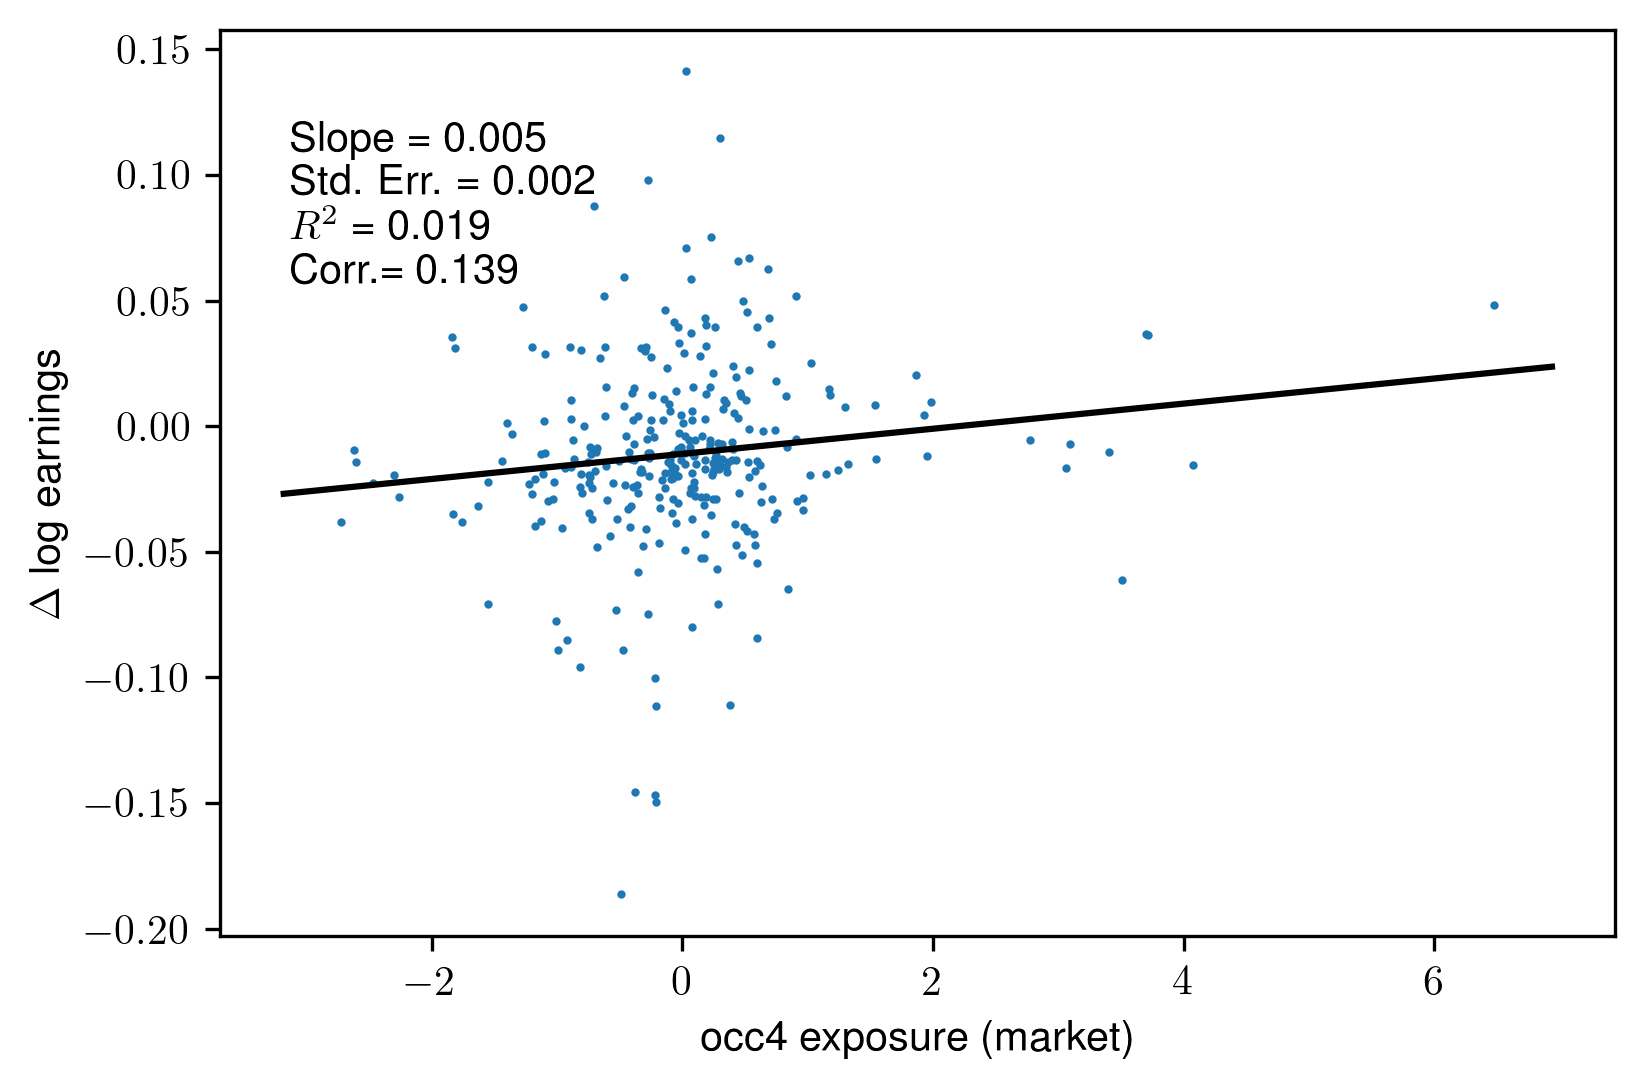 0.15
0.10
0.05
0.00
−0.05
−0.10
−0.15
−0.20
Δ log earnings
Slope = 0.005
Std. Err. = 0.002
R² = 0.019
Corr.= 0.139
−2 0 2 4 6
occ4 exposure (market)